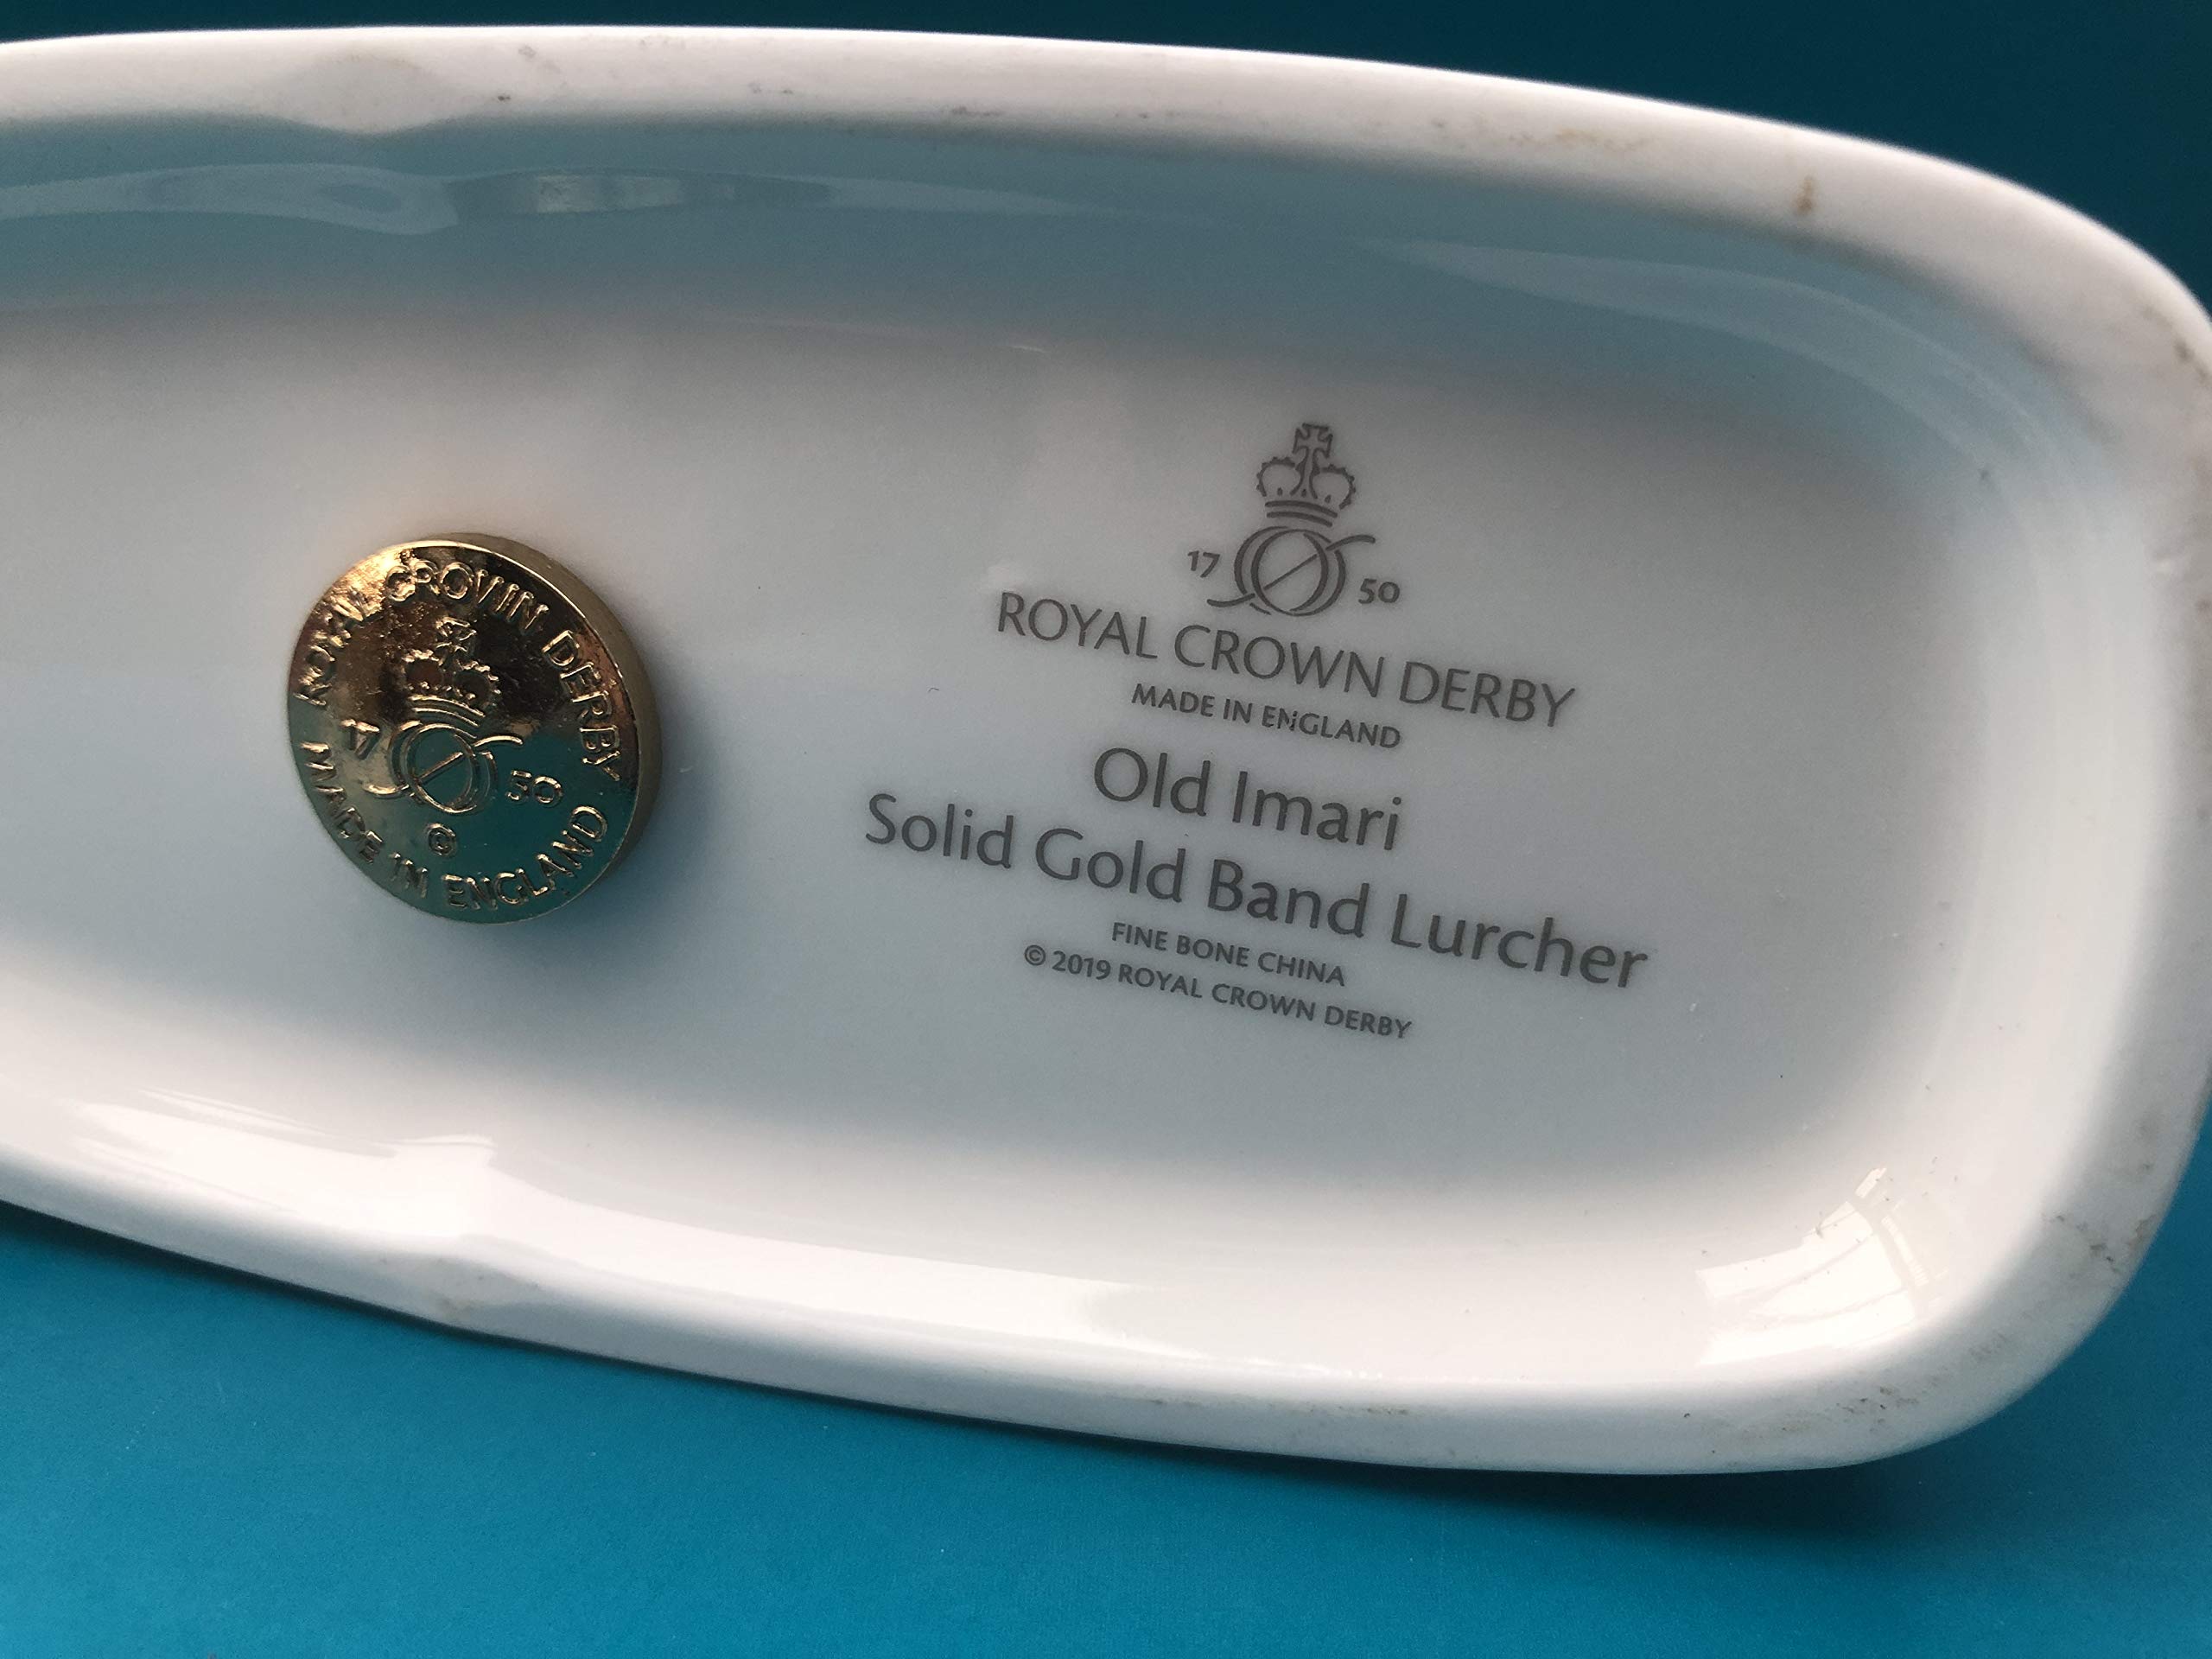 ROYAL CROWN DERBY
17 50
©
MADE IN ENGLAND
17 50
ROYAL CROWN DERBY
MADE IN ENGLAND
Old Imari
Solid Gold Band Lurcher
FINE BONE CHINA
© 2019 ROYAL CROWN DERBY